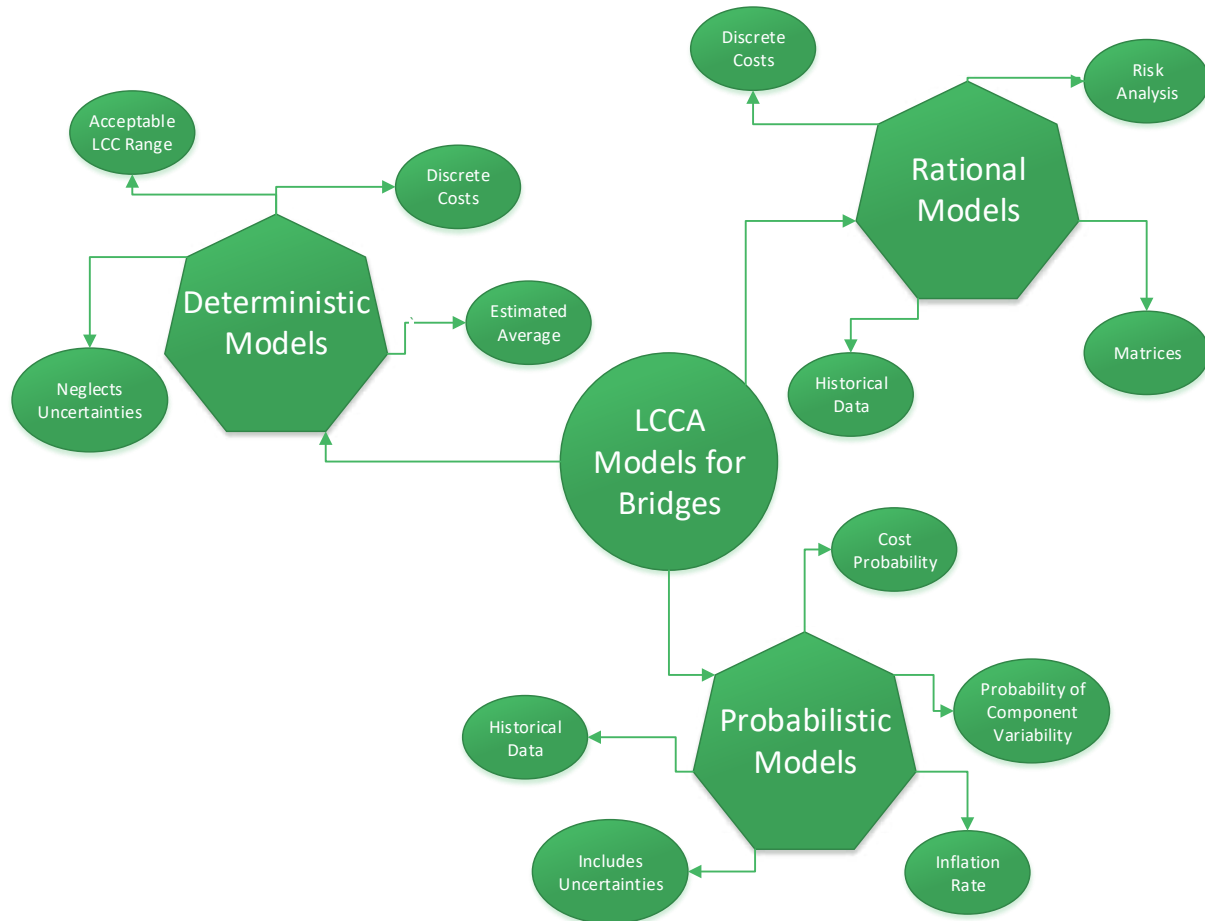 Discrete
Costs
Risk
Analysis
Acceptable
LCC Range
Discrete
Costs
Rational
Models
Deterministic
Models
Estimated
Average
Matrices
Neglects
Uncertainties
Historical
Data
LCCA
Models for
Bridges
Cost
Probability
Probability of
Component
Variability
Historical
Data
Probabilistic
Models
Includes
Uncertainties
Inflation
Rate